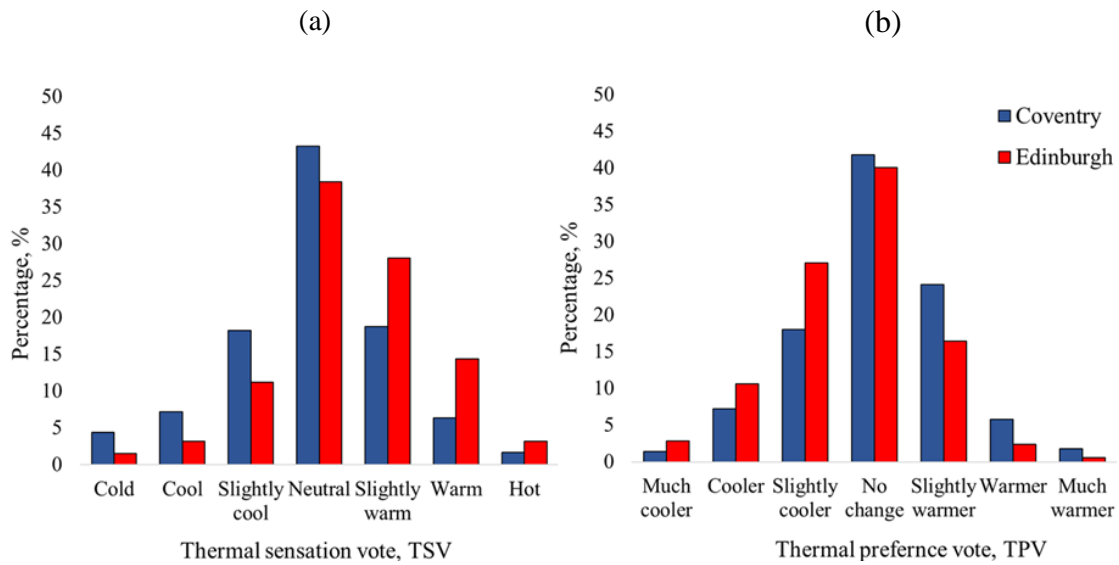 (a)
50
45
40
35
30
25
20
15
10
5
0
Percentage, %
Cold Cool Slightly Neutral Slightly Warm Hot
cool warm
Thermal sensation vote, TSV
(b)
50
45
40
35
30
25
20
15
10
5
0
Percentage, %
Coventry
Edinburgh
Much Cooler Slightly No Slightly Warmer Much
cooler cooler change warmer warmer
Thermal prefernce vote, TPV